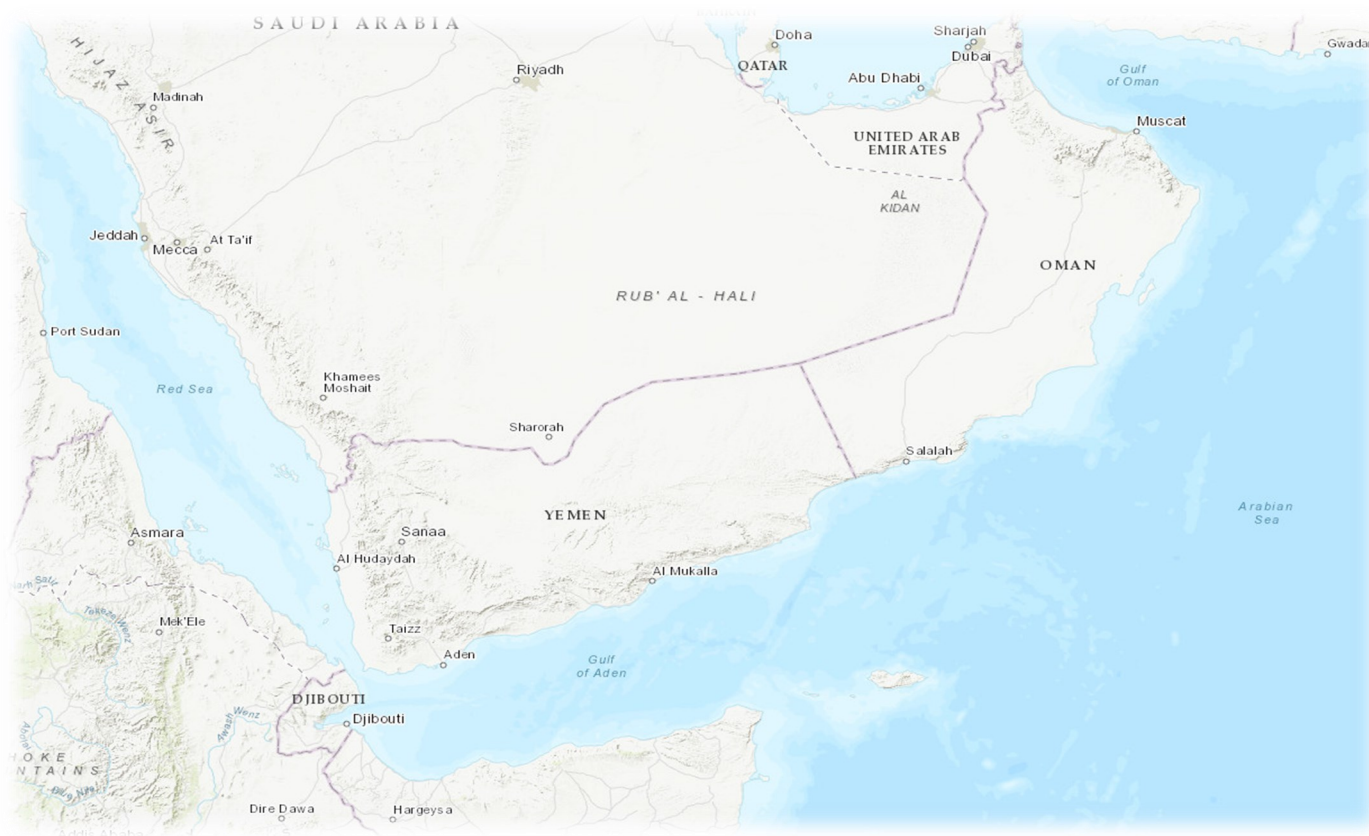 SAUDI ARABIA
Doha
Sharjah
Dubai
Gulf
of Oman
HIJAZ ASIR
Riyadh
QATAR
Abu Dhabi
Madinah
Muscat
UNITED ARAB
EMIRATES
AL
KIDAN
Jeddah
Mecca
At Ta'if
OMAN
RUB' AL - HALI
Port Sudan
Khamees
Moshait
Red Sea
Sharorah
Salalah
YEMEN
Arabian
Sea
Asmara
Sanaa
Al Hudaydah
Al Mukalla
Tekeze Wenz
Mek'Ele
Taizz
Aden
Gulf
of Aden
DJIBOUTI
Djibouti
Awash Wenz
Dire Dawa
Hargeysa